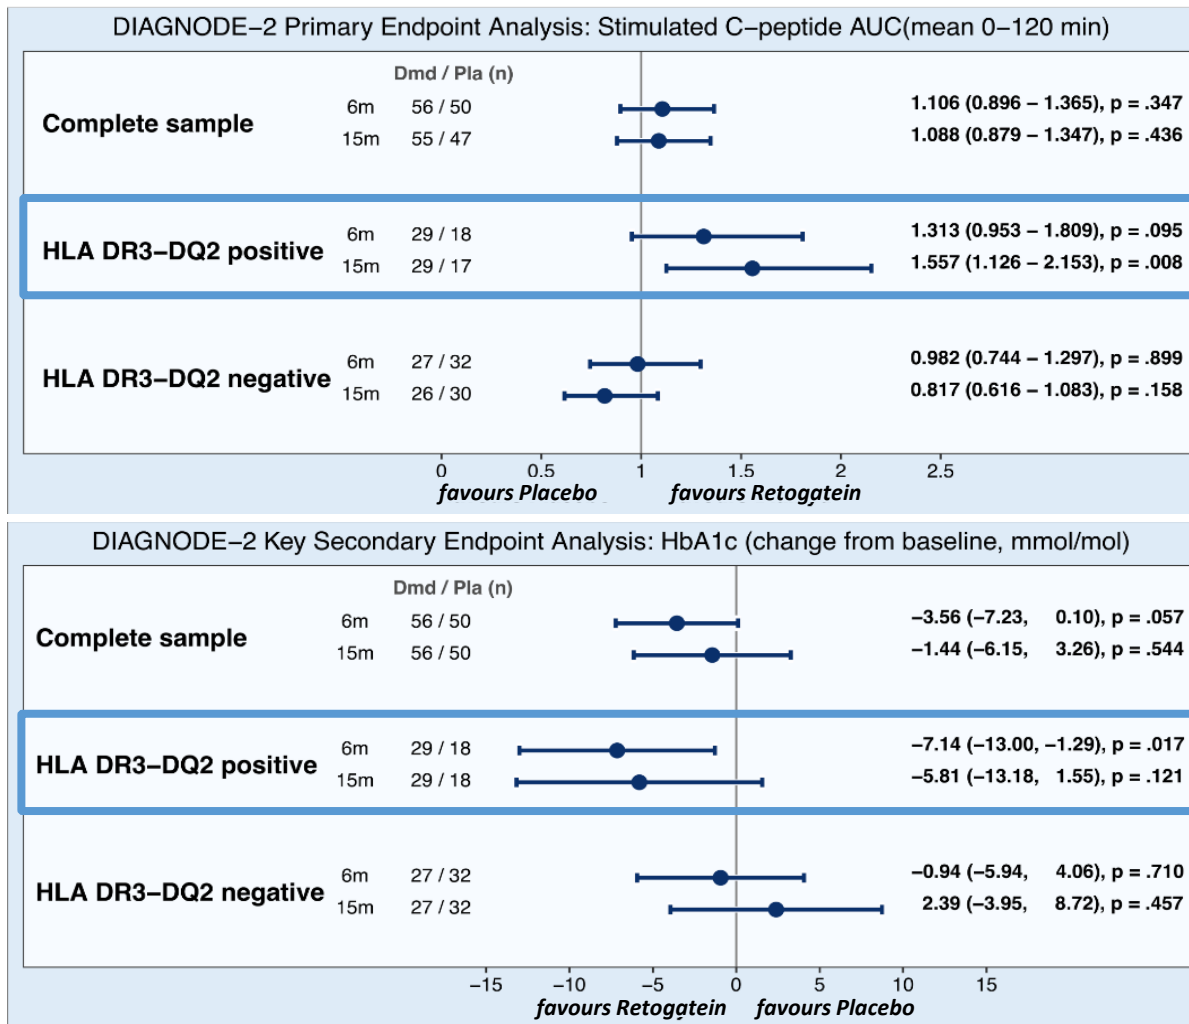 DIAGNODE−2 Primary Endpoint Analysis: Stimulated C−peptide AUC(mean 0−120 min)
Dmd / Pla (n)
Complete sample
6m 56 / 50 1.106 (0.896 − 1.365), p = .347
15m 55 / 47 1.088 (0.879 − 1.347), p = .436
HLA DR3−DQ2 positive
6m 29 / 18 1.313 (0.953 − 1.809), p = .095
15m 29 / 17 1.557 (1.126 − 2.153), p = .008
HLA DR3−DQ2 negative
6m 27 / 32 0.982 (0.744 − 1.297), p = .899
15m 26 / 30 0.817 (0.616 − 1.083), p = .158
0 0.5 1 1.5 2 2.5
favours Placebo favours Retogatein
DIAGNODE−2 Key Secondary Endpoint Analysis: HbA1c (change from baseline, mmol/mol)
Dmd / Pla (n)
Complete sample
6m 56 / 50 −3.56 (−7.23, 0.10), p = .057
15m 56 / 50 −1.44 (−6.15, 3.26), p = .544
HLA DR3−DQ2 positive
6m 29 / 18 −7.14 (−13.00, −1.29), p = .017
15m 29 / 18 −5.81 (−13.18, 1.55), p = .121
HLA DR3−DQ2 negative
6m 27 / 32 −0.94 (−5.94, 4.06), p = .710
15m 27 / 32 2.39 (−3.95, 8.72), p = .457
−15 −10 −5 0 5 10 15
favours Retogatein favours Placebo